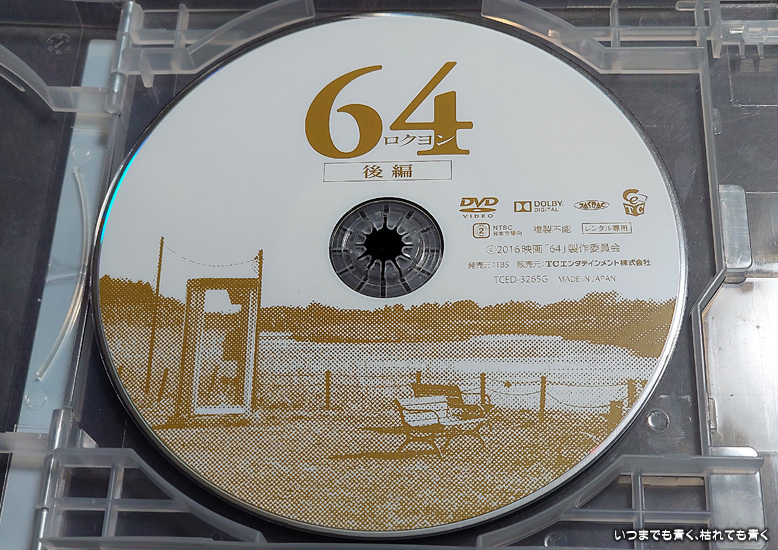 64
ロクヨン
後編
DVD VIDEO
DOLBY DIGITAL
JASRAC
2 NTSC 日本市場向 複製不能 レンタル専用
©2016映画「64」製作委員会
発売元:TBS 販売元:TCエンタテインメント株式会社
TCED-3265G MADE IN JAPAN
いつまでも青く、枯れても青く